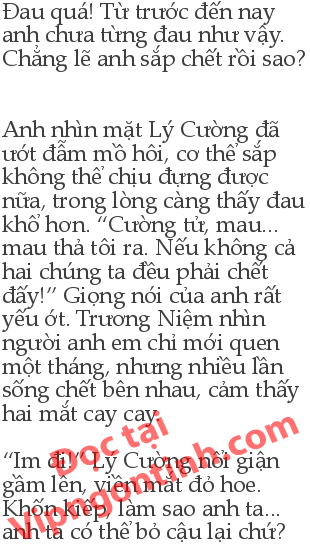 Đau quá! Từ trước đến nay
anh chưa từng đau như vậy.
Chẳng lẽ anh sắp chết rồi sao?
Anh nhìn mặt Lý Cường đã
ướt đẫm mồ hôi, cơ thể sắp
không thể chịu đựng được
nữa, trong lòng càng thấy đau
khổ hơn. “Cường tử, mau...
mau thả tôi ra. Nếu không cả
hai chúng ta đều phải chết
đấy!” Giọng nói của anh rất
yếu ớt. Trương Niệm nhìn
người anh em chỉ mới quen
một tháng, nhưng nhiều lần
sống chết bên nhau, cảm thấy
hai mắt cay cay.
“Im đi!” Lý Cường nổi giận
gầm lên, viền mắt đỏ hoe.
Khốn kiếp, làm sao anh ta...
anh ta có thể bỏ cậu lại chứ?
Đọc tại
Vipngontinh.com